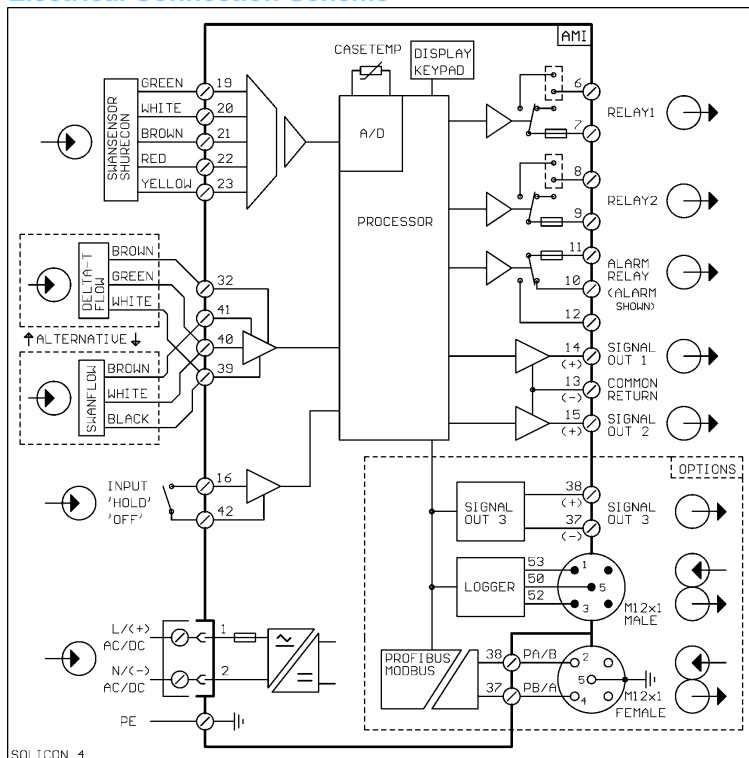 Electrical Connection Scheme
AMI
CASETEMP
DISPLAY
KEYPAD
A/D
PROCESSOR
SWANSENSOR
SHURECON
GREEN 19
WHITE 20
BROWN 21
RED 22
YELLOW 23
DELTA-T
FLOW
BROWN
GREEN
WHITE
32
41
40
39
↑ALTERNATIVE↓
SWANFLOW
BROWN
WHITE
BLACK
INPUT
'HOLD'
'OFF'
16
42
L/(+)
AC/DC
1
N/(-)
AC/DC
2
PE
6
RELAY1
7
8
RELAY2
9
11
ALARM
RELAY
10
(ALARM
SHOWN)
12
14
(+)
SIGNAL
OUT 1
13
(-)
COMMON
RETURN
15
(+)
SIGNAL
OUT 2
OPTIONS
SIGNAL
OUT 3
38
(+)
37
(-)
SIGNAL
OUT 3
LOGGER
53
50
52
1
5
3
M12x1
MALE
PROFIBUS
MODBUS
38 PA/B
37 PB/A
2
5
4
M12x1
FEMALE
SOLICON 4